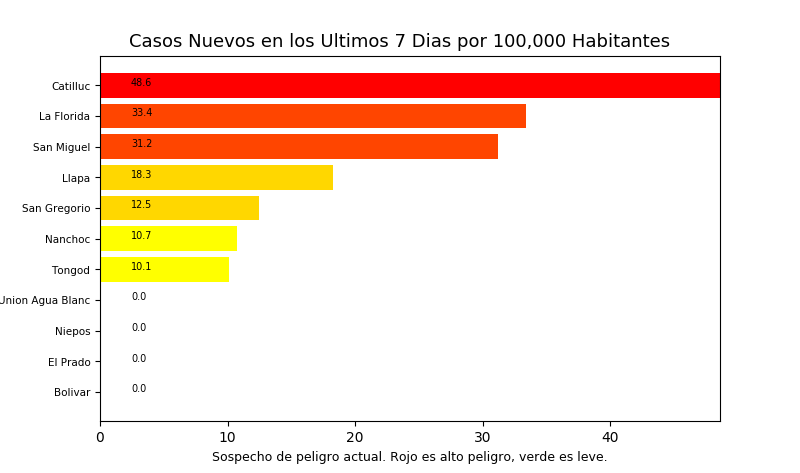 Casos Nuevos en los Ultimos 7 Dias por 100,000 Habitantes
Catilluc 48.6
La Florida 33.4
San Miguel 31.2
Llapa 18.3
San Gregorio 12.5
Nanchoc 10.7
Tongod 10.1
Union Agua Blanc 0.0
Niepos 0.0
El Prado 0.0
Bolivar 0.0
0 10 20 30 40
Sospecho de peligro actual. Rojo es alto peligro, verde es leve.